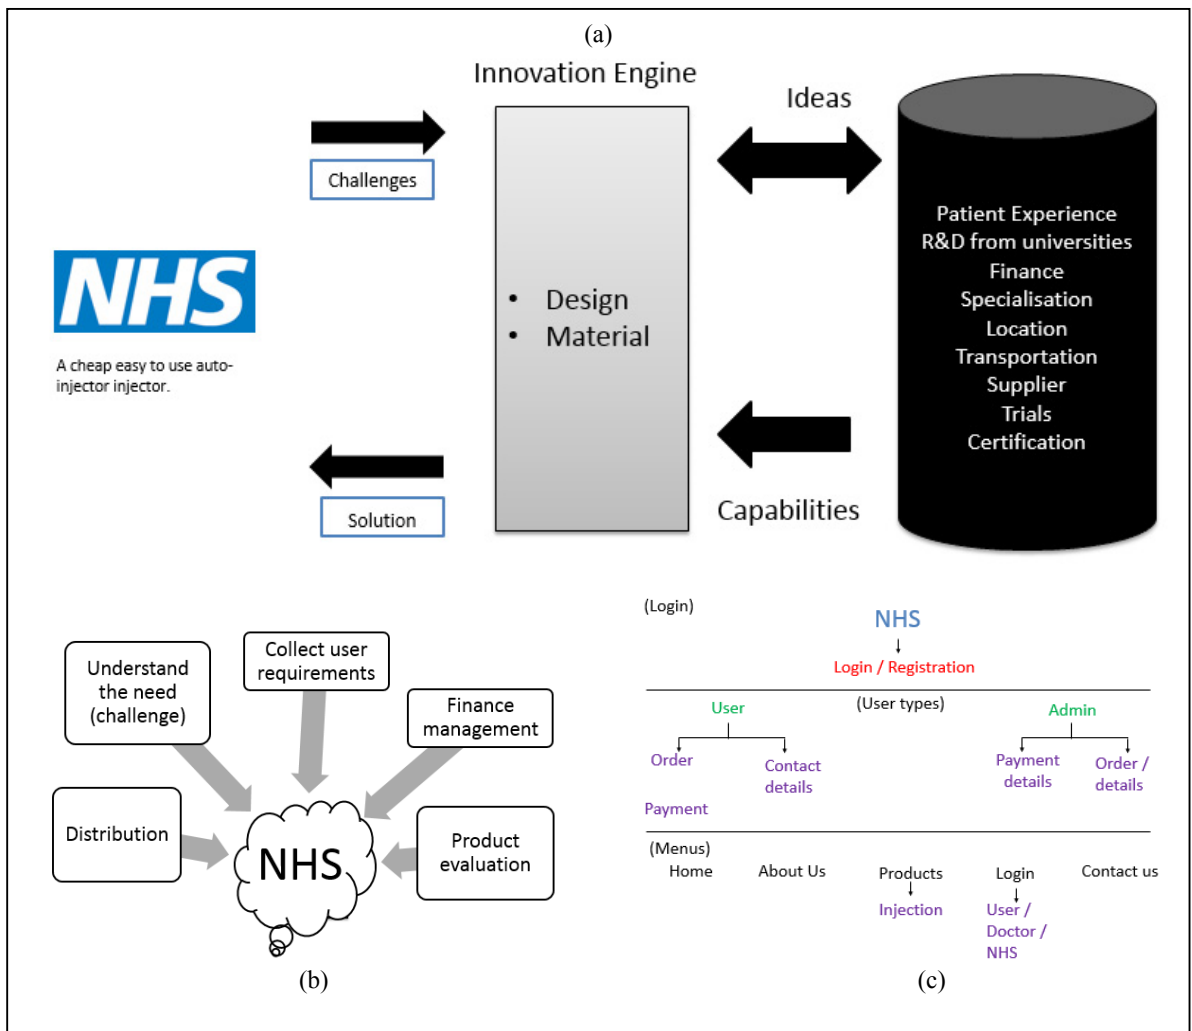 (a)
Innovation Engine
Ideas
Challenges
Patient Experience
R&D from universities
Finance
Specialisation
Location
Transportation
Supplier
Trials
Certification
NHS
• Design
• Material
A cheap easy to use auto-
injector injector.
Capabilities
Solution
Understand
the need
(challenge)
Collect user
requirements
Finance
management
Distribution
NHS
Product
evaluation
(b)
(Login)
NHS
Login / Registration
(User types)
User
Admin
Order
Contact
details
Payment
details
Order /
details
Payment
(Menus)
Home
About Us
Products
Login
Contact us
Injection
User /
Doctor /
NHS
(c)